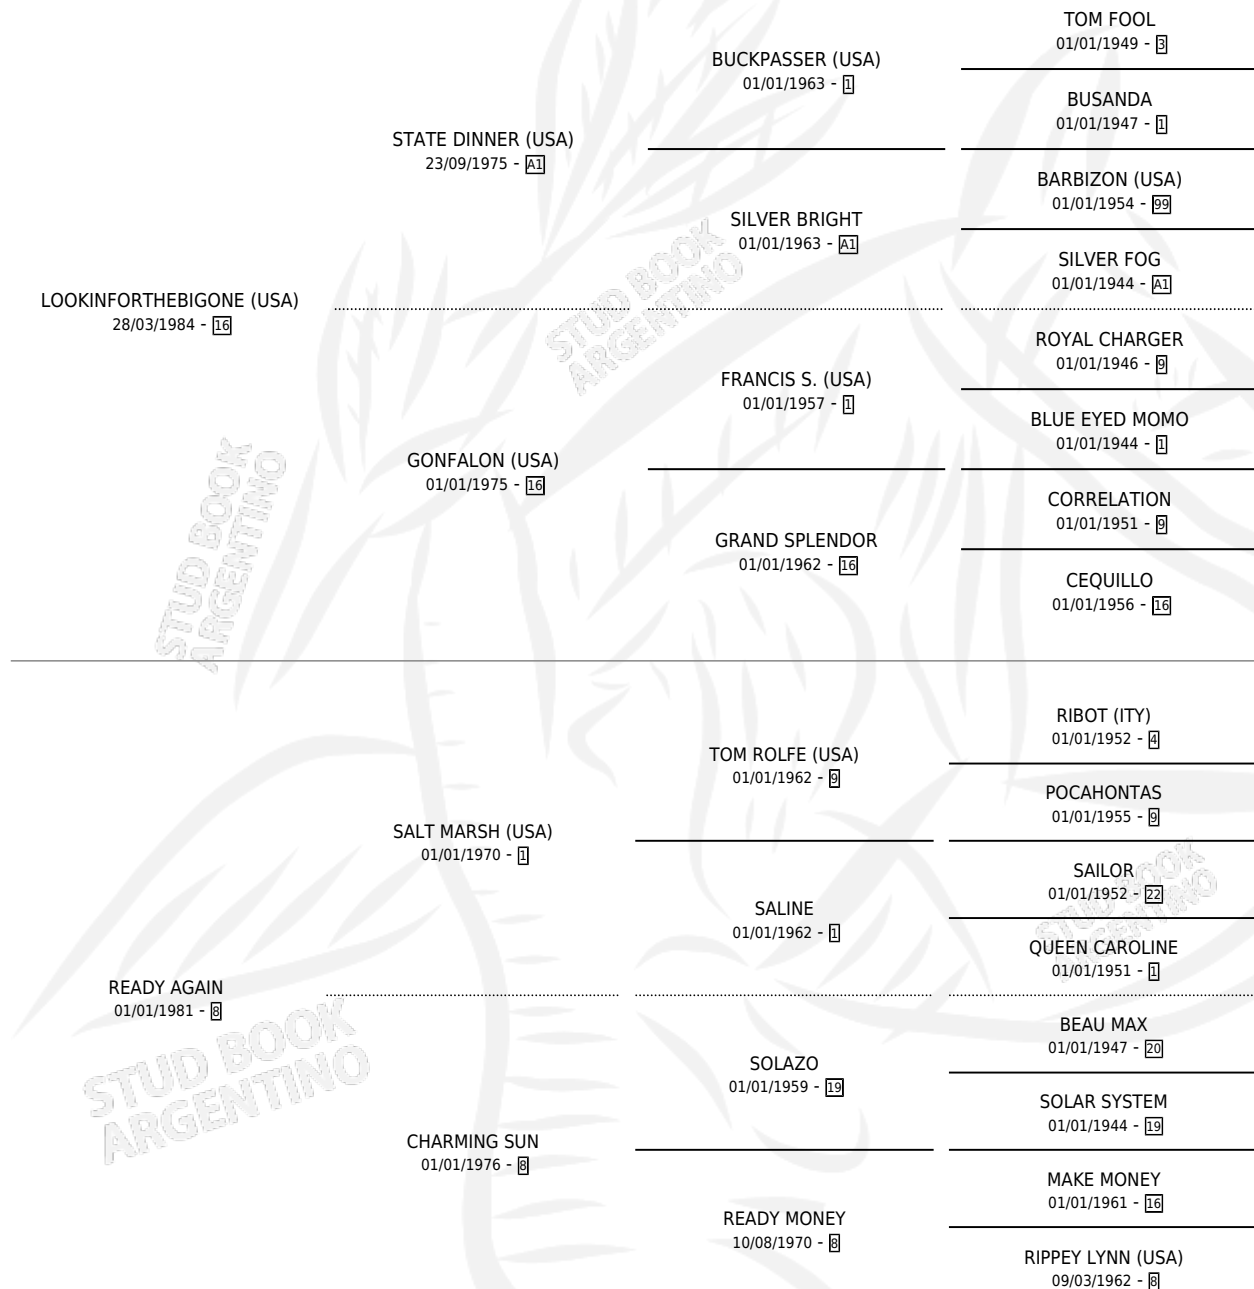 TOM FOOL
01/01/1949 - 3
BUCKPASSER (USA)
01/01/1963 - 1
BUSANDA
01/01/1947 - 1
STATE DINNER (USA)
23/09/1975 - A1
BARBIZON (USA)
01/01/1954 - 99
SILVER BRIGHT
01/01/1963 - A1
SILVER FOG
01/01/1944 - A1
LOOKINFORTHEBIGONE (USA)
28/03/1984 - 16
ROYAL CHARGER
01/01/1946 - 9
FRANCIS S. (USA)
01/01/1957 - 1
BLUE EYED MOMO
01/01/1944 - 1
GONFALON (USA)
01/01/1975 - 16
CORRELATION
01/01/1951 - 9
GRAND SPLENDOR
01/01/1962 - 16
CEQUILLO
01/01/1956 - 16
STUD BOOK
ARGENTINO
STUD BOOK
ARGENTINO
RIBOT (ITY)
01/01/1952 - 4
TOM ROLFE (USA)
01/01/1962 - 9
POCAHONTAS
01/01/1955 - 9
SALT MARSH (USA)
01/01/1970 - 1
SAILOR
01/01/1952 - 22
SALINE
01/01/1962 - 1
QUEEN CAROLINE
01/01/1951 - 1
STUD BOOK
ARGENTINO
READY AGAIN
01/01/1981 - 8
BEAU MAX
01/01/1947 - 20
SOLAZO
01/01/1959 - 19
SOLAR SYSTEM
01/01/1944 - 19
CHARMING SUN
01/01/1976 - 8
MAKE MONEY
01/01/1961 - 16
READY MONEY
10/08/1970 - 8
RIPPEY LYNN (USA)
09/03/1962 - 8
STUD BOOK
ARGENTINO